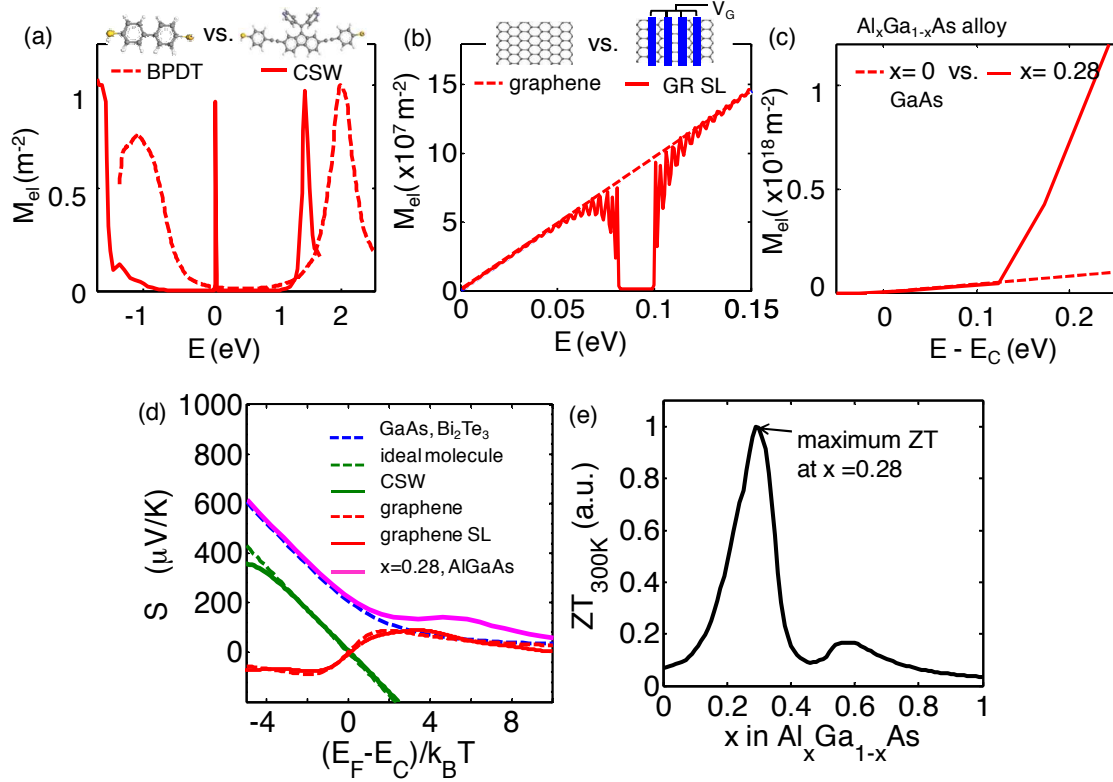 (a)
vs.
BPDT
CSW
1
0.5
0
M_el (m⁻²)
-1
0
1
2
E (eV)
(b)
V_G
vs.
graphene
GR SL
15
10
5
0
M_el (x10⁷ m⁻²)
0
0.05
0.1
0.15
E (eV)
(c)
Al_xGa_1-xAs alloy
x= 0 vs. x= 0.28
GaAs
1
0.5
0
M_el (x10¹⁸ m⁻²)
0
0.1
0.2
E - E_C (eV)
(d)
1000
800
600
400
200
0
S (μV/K)
GaAs, Bi₂Te₃
ideal molecule
CSW
graphene
graphene SL
x=0.28, AlGaAs
-4
0
4
8
(E_F-E_C)/k_BT
(e)
1
0.8
0.6
0.4
0.2
0
ZT_300K (a.u.)
maximum ZT
at x =0.28
0
0.2
0.4
0.6
0.8
1
x in Al_xGa_1-xAs